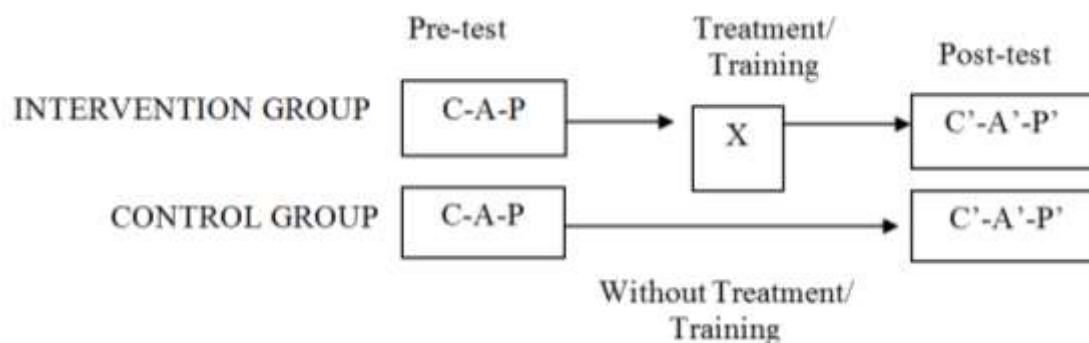 Pre-test
Treatment/
Training
Post-test
INTERVENTION GROUP
C-A-P
X
C’-A’-P’
CONTROL GROUP
C-A-P
C’-A’-P’
Without Treatment/
Training